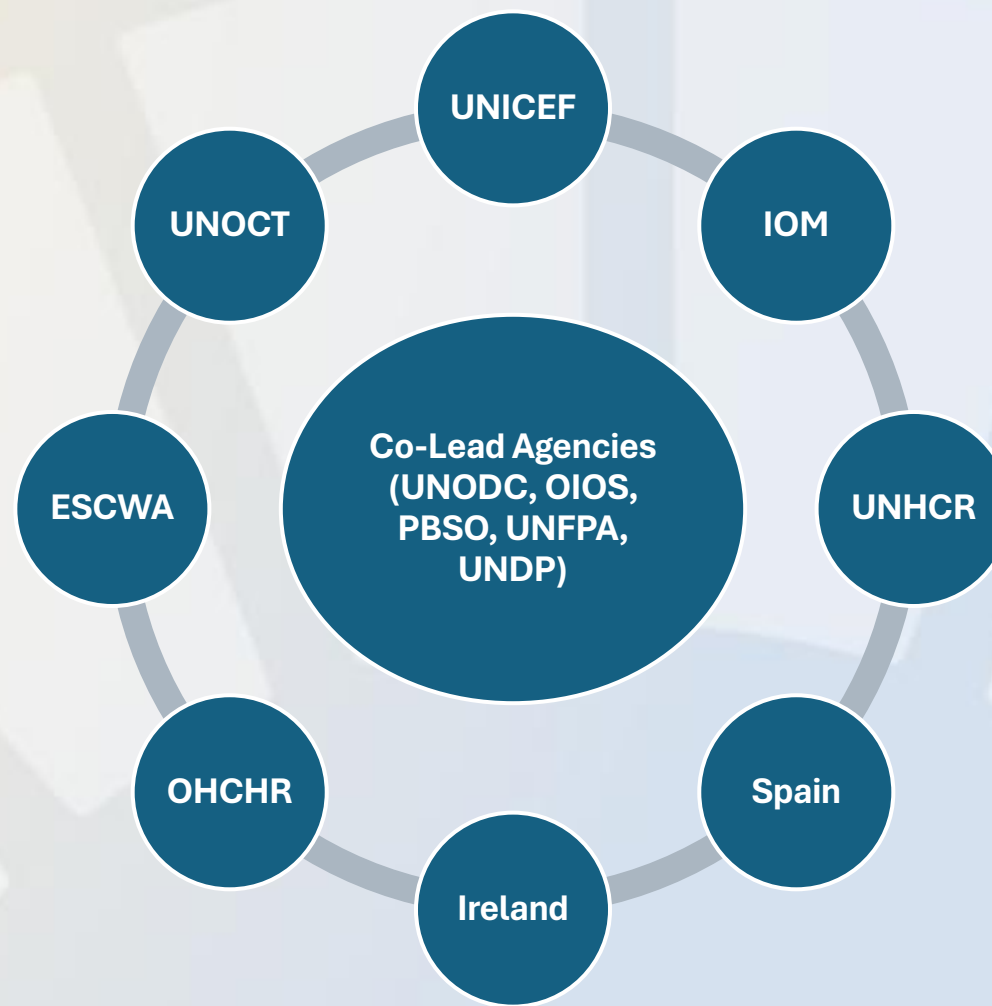 UNICEF
UNOCT
IOM
Co-Lead Agencies
(UNODC, OIOS,
PBSO, UNFPA,
UNDP)
ESCWA
UNHCR
OHCHR
Spain
Ireland